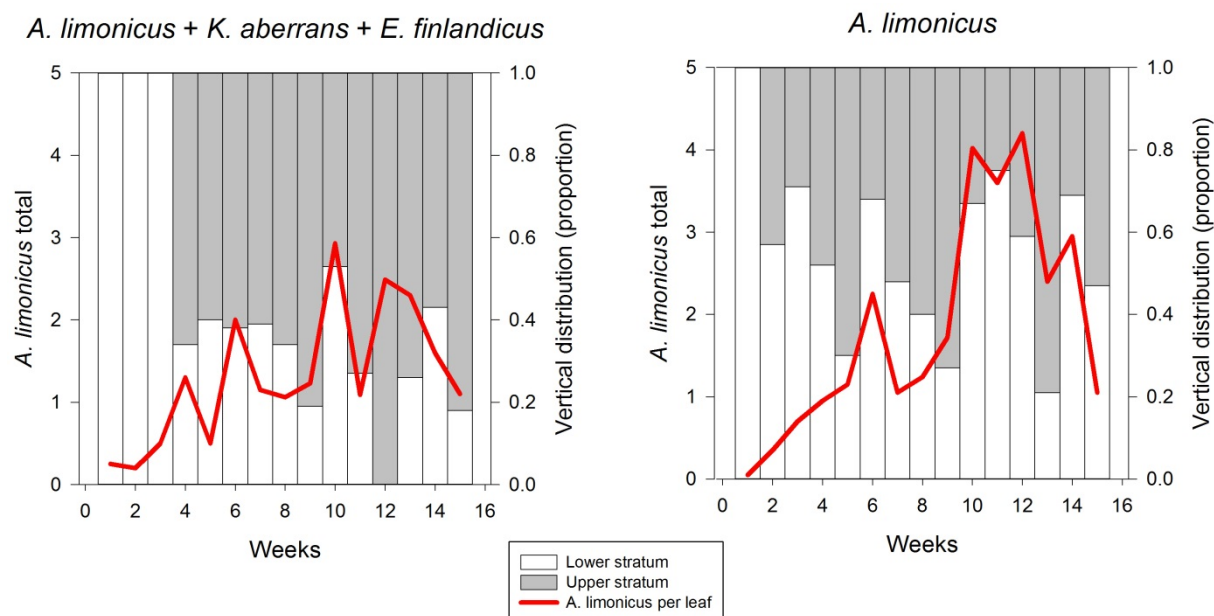 A. limonicus + K. aberrans + E. finlandicus
5
4
3
2
1
0
A. limonicus total
1.0
0.8
0.6
0.4
0.2
0.0
Vertical distribution (proportion)
0 2 4 6 8 10 12 14 16
Weeks
A. limonicus
5
4
3
2
1
0
A. limonicus total
1.0
0.8
0.6
0.4
0.2
0.0
Vertical distribution (proportion)
0 2 4 6 8 10 12 14 16
Weeks
Lower stratum
Upper stratum
A. limonicus per leaf